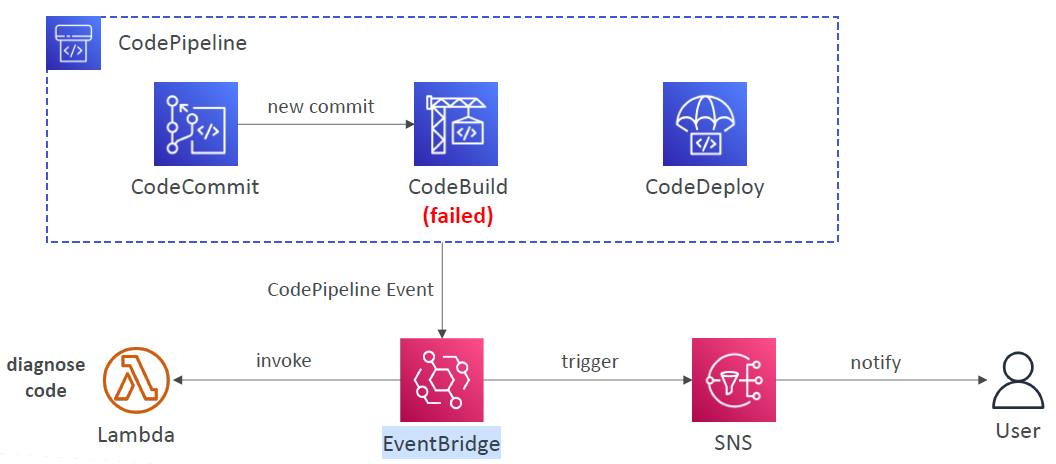 CodePipeline
new commit
CodeCommit
CodeBuild
(failed)
CodeDeploy
CodePipeline Event
diagnose
code
invoke
trigger
notify
Lambda
EventBridge
SNS
User